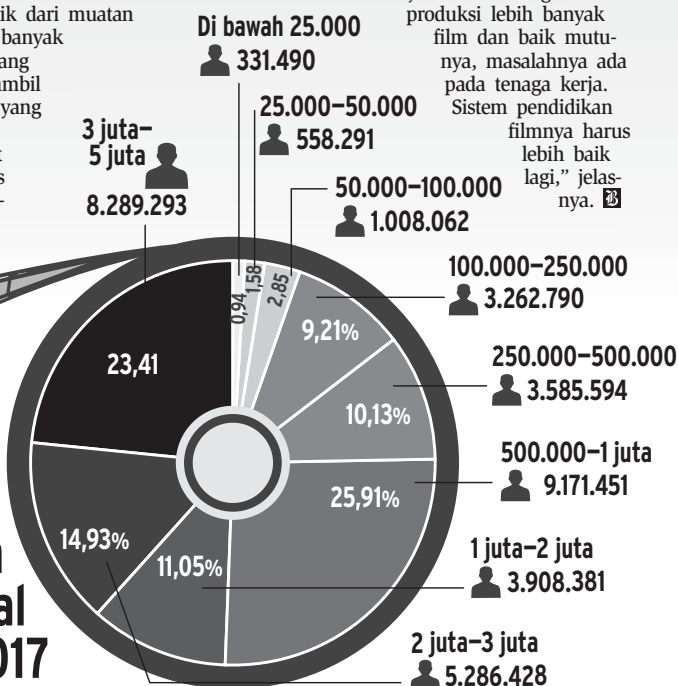 ik dari muatan
banyak
ang
mbil
yang
produksi lebih banyak
film dan baik mutu-
nya, masalahnya ada
pada tenaga kerja.
Sistem pendidikan
filmnya harus
lebih baik
lagi,” jelas-
nya.
Di bawah 25.000
331.490
25.000–50.000
558.291
50.000–100.000
1.008.062
100.000–250.000
3.262.790
250.000–500.000
3.585.594
500.000–1 juta
9.171.451
1 juta–2 juta
3.908.381
2 juta–3 juta
5.286.428
3 juta–
5 juta
8.289.293
0,94
1,58
2,85
9,21%
10,13%
25,91%
11,05%
14,93%
23,41
al
017